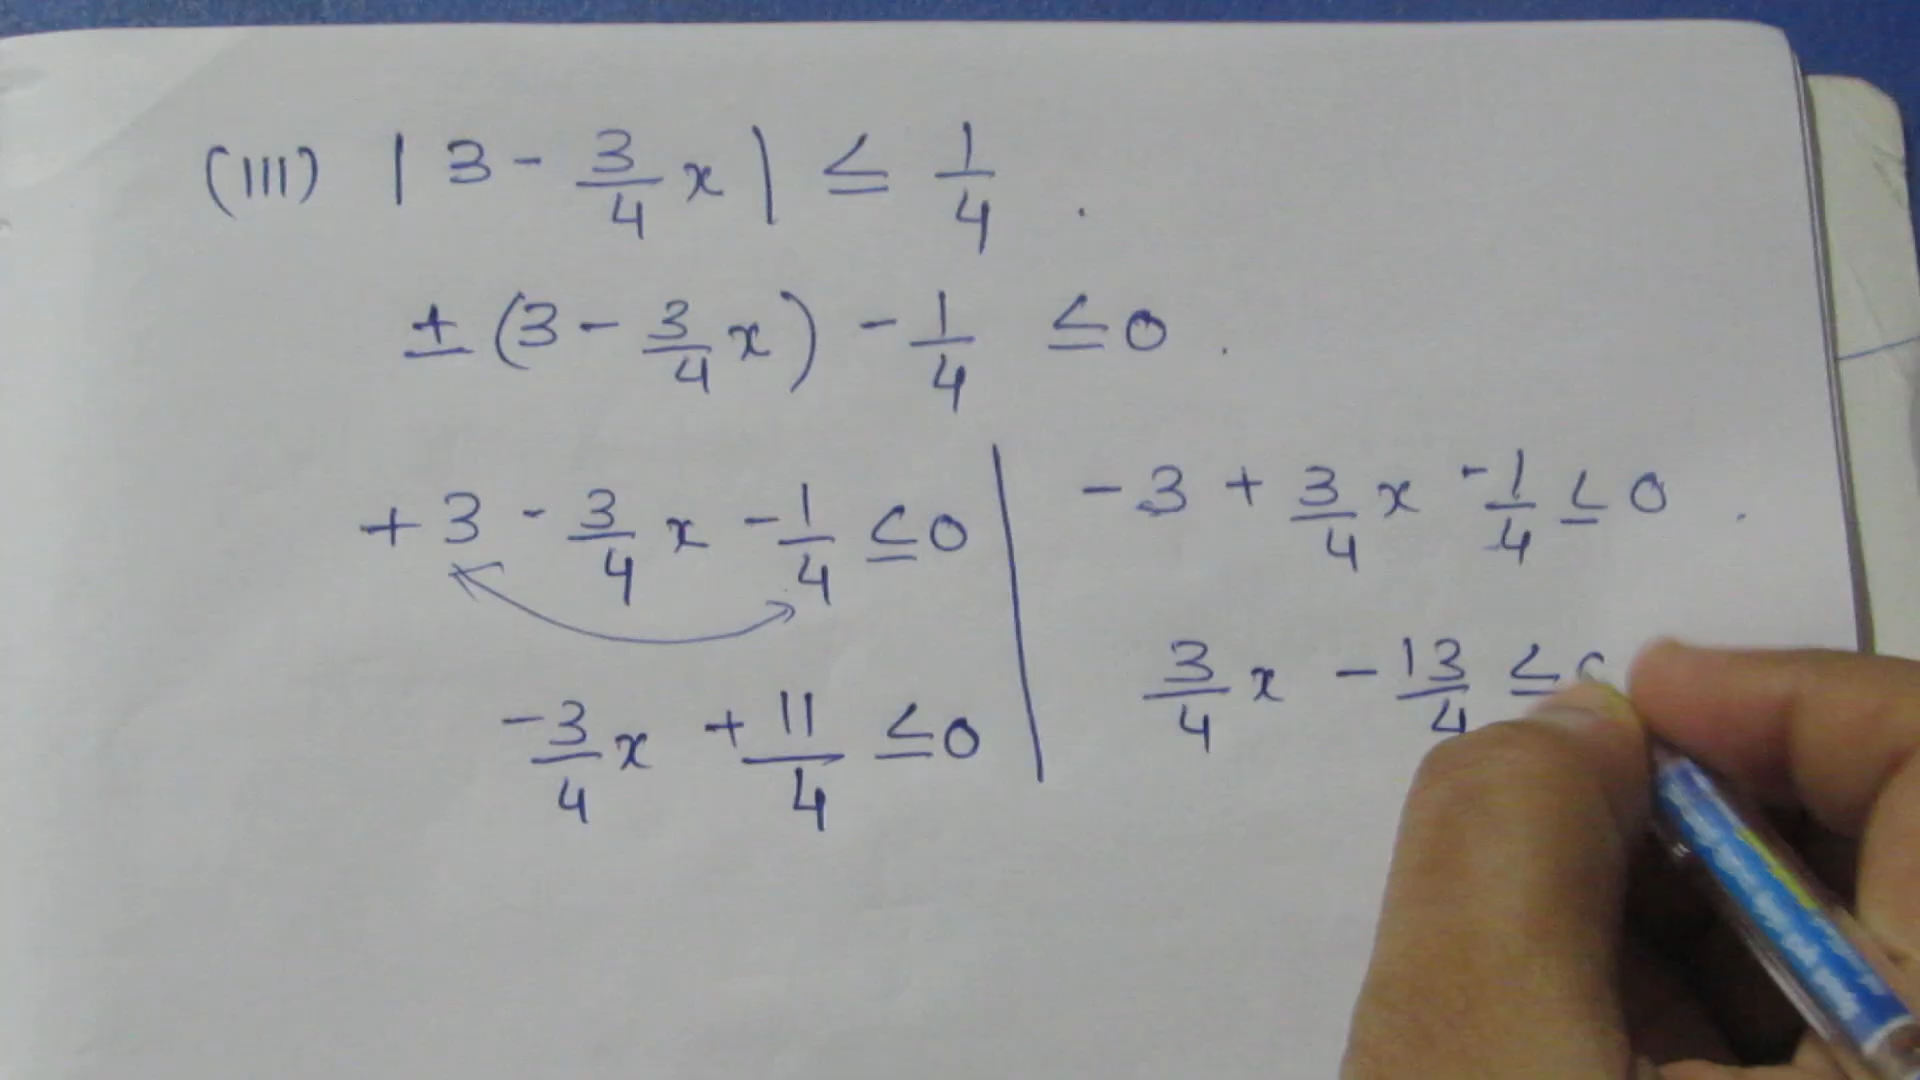 (III) | 3 - 3/4 x | ≤ 1/4 .
± (3 - 3/4 x) - 1/4 ≤ 0 .
+ 3 - 3/4 x - 1/4 ≤ 0
- 3/4 x + 11/4 ≤ 0
- 3 + 3/4 x - 1/4 ≤ 0 .
3/4 x - 13/4 ≤